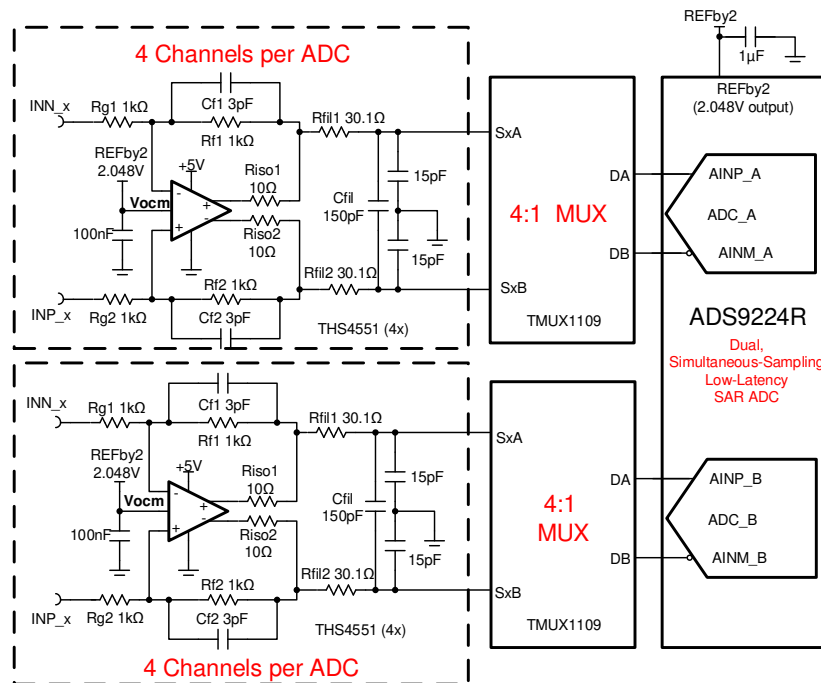 4 Channels per ADC
INN_x
Rg1 1kΩ
Cf1 3pF
Rf1 1kΩ
Rfil1 30.1Ω
REFby2
2.048V
+5V
Vocm
-
+
+
-
Riso1
10Ω
Riso2
10Ω
100nF
Cfil
150pF
15pF
15pF
Rf2 1kΩ
Rfil2 30.1Ω
INP_x
Rg2 1kΩ
Cf2 3pF
THS4551 (4x)
SxA
DA
4:1 MUX
DB
SxB
TMUX1109
REFby2
1µF
REFby2
(2.048V output)
AINP_A
ADC_A
AINM_A
ADS9224R
Dual,
Simultaneous-Sampling
Low-Latency
SAR ADC
INN_x
Rg1 1kΩ
Cf1 3pF
Rf1 1kΩ
Rfil1 30.1Ω
REFby2
2.048V
+5V
Vocm
-
+
+
-
Riso1
10Ω
Riso2
10Ω
100nF
Cfil
150pF
15pF
15pF
Rf2 1kΩ
Rfil2 30.1Ω
INP_x
Rg2 1kΩ
Cf2 3pF
THS4551 (4x)
4 Channels per ADC
SxA
DA
4:1
MUX
DB
SxB
TMUX1109
AINP_B
ADC_B
AINM_B